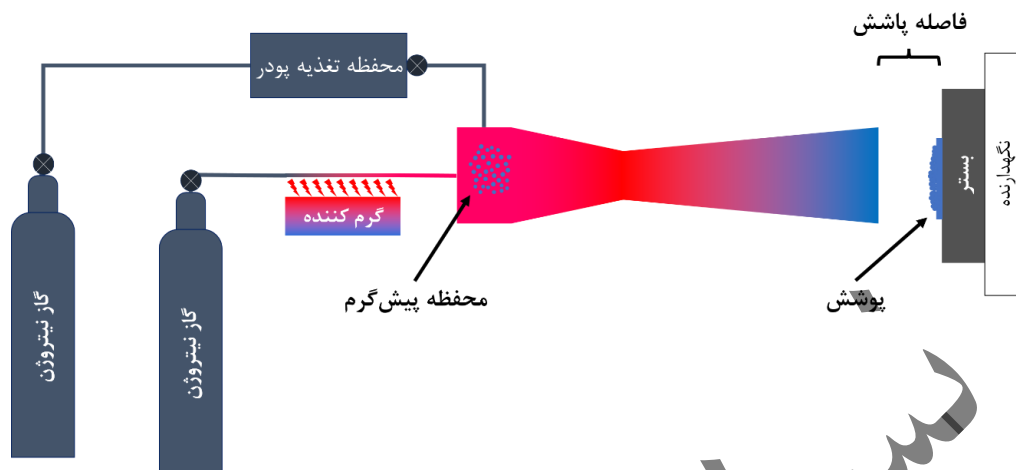 فاصله پاشش
محفظه تغذیه پودر
نگهدارنده
بستر
گرم کننده
محفظه پیش‌گرم
پوشش
گاز نیتروژن
گاز نیتروژن